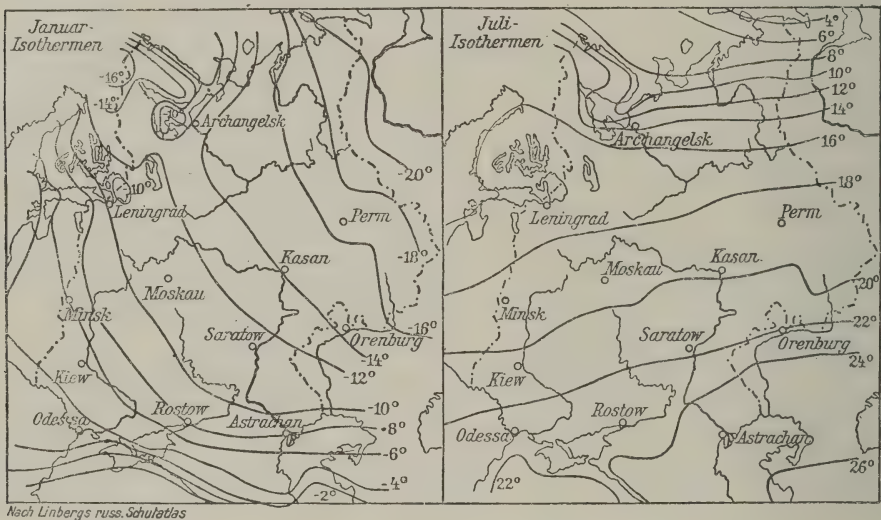 Januar-
Isothermen
-16°
-14°
Archangelsk
10°
Leningrad
-20°
Perm
-18°
Kasan
Moskau
Minsk
-16°
Saratow
Orenburg
14°
-12°
Kiew
-10°
Rostow
Odessa
Astrachan
-8°
-6°
-4°
-2°
Juli-
Isothermen
4°
6°
8°
10°
12°
14°
Archangelsk
16°
18°
Leningrad
Perm
Kasan
Moskau
20°
Minsk
22°
Saratow
Orenburg
24°
Kiew
Rostow
Odessa
Astrachan
22°
26°
Nach Linbergs russ. Schulatlas